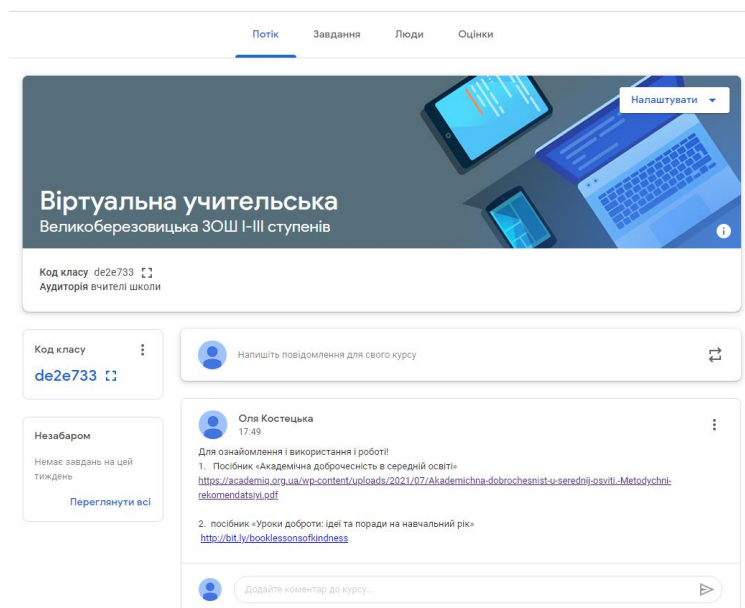 Потік Завдання Люди Оцінки
Налаштувати
Віртуальна учительська
Великоберезовицька ЗОШ І-ІІІ ступенів
Код класу de2e733
Аудиторія вчителі школи
Код класу
de2e733
Незабаром
Немає завдань на цей
тиждень
Переглянути всі
Напишіть повідомлення для свого курсу
Оля Костецька
17:49
Для ознайомлення і використання і роботі!
1. Посібник «Академічна доброчесність в середній освіті»
https://academiq.org.ua/wp-content/uploads/2021/07/Akademichna-dobrochesnist-u-serednij-osviti.-Metodychni-
rekomendatsiyi.pdf
2. посібник «Уроки доброти: ідеї та поради на навчальний рік»
http://bit.ly/booklessonsofkindness
Додайте коментар до курсу...